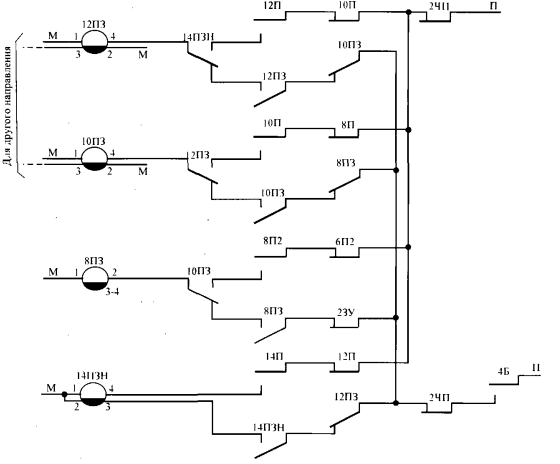 12П 10П 2ЧП П
12ПЗ 14ПЗН 10ПЗ
М 1 4
3 2 М
12ПЗ
Для другого направления
10П 8П
10ПЗ 12ПЗ 8ПЗ
М 1 4
3 2 М
10ПЗ
8П2 6П2
8ПЗ 10ПЗ
М 1 2
3-4
8ПЗ 2ЗУ
14П 12П
14ПЗН 4Б П
М 1 4
2 3
12ПЗ 2ЧП
14ПЗН